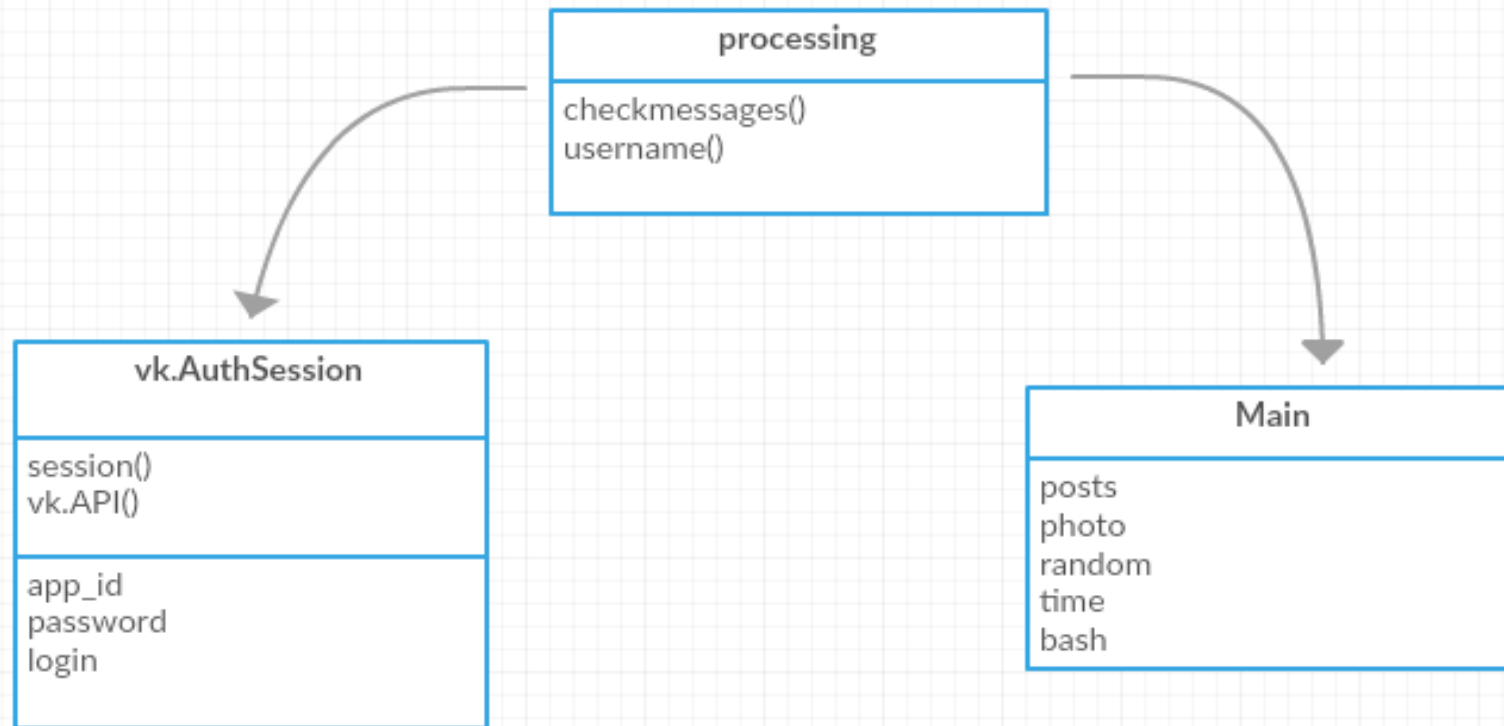 processing
checkmessages()
username()
vk.AuthSession
session()
vk.API()
app_id
password
login
Main
posts
photo
random
time
bash